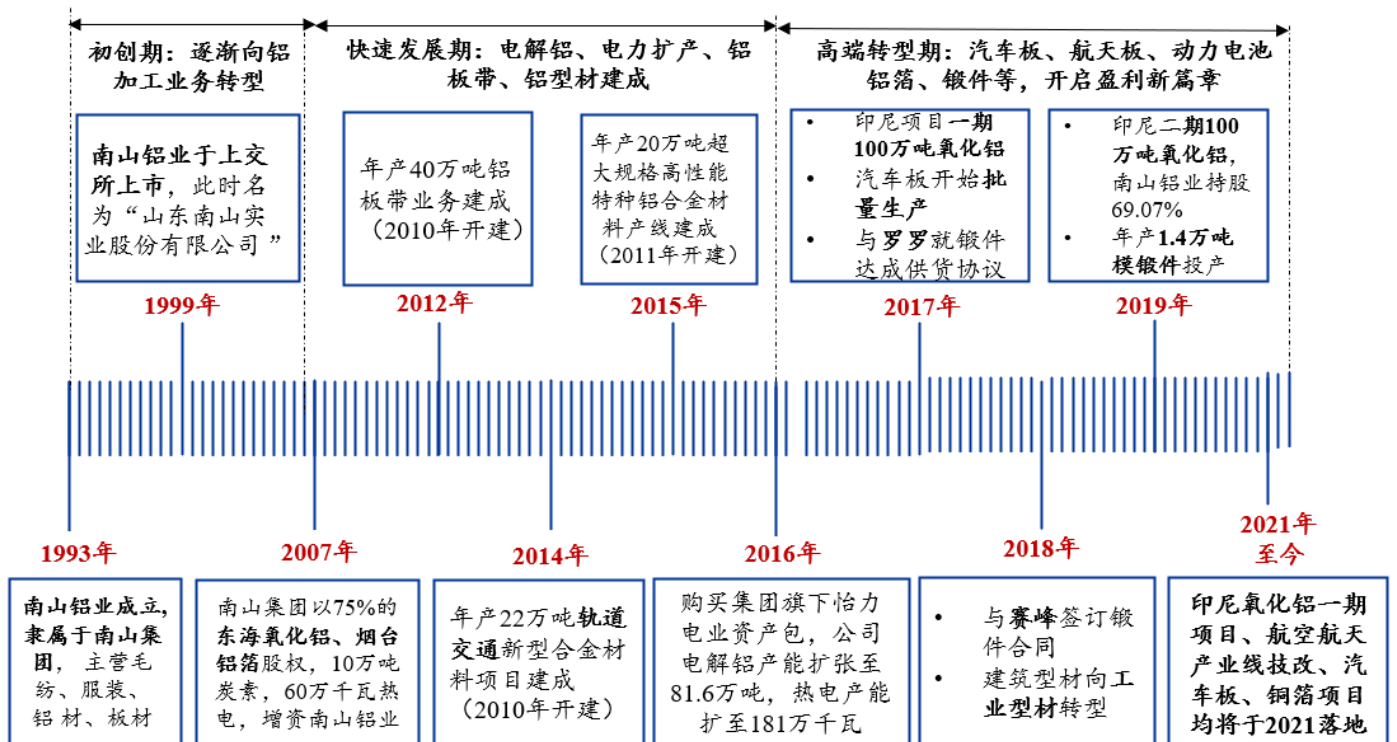 初创期：逐渐向铝
加工业务转型
快速发展期：电解铝、电力扩产、铝
板带、铝型材建成
高端转型期：汽车板、航天板、动力电池
铝箔、锻件等，开启盈利新篇章
南山铝业于上交
所上市，此时名
为“山东南山实
业股份有限公司”
1999年
年产40万吨铝
板带业务建成
（2010年开建）
2012年
年产20万吨超
大规格高性能
特种铝合金材
料产线建成
（2011年开建）
2015年
• 印尼项目一期
100万吨氧化铝
• 汽车板开始批
量生产
• 与罗罗就锻件
达成供货协议
2017年
• 印尼二期100
万吨氧化铝，
南山铝业持股
69.07%
• 年产1.4万吨
模锻件投产
2019年
1993年
南山铝业成立，
隶属于南山集
团，主营毛
纺、服装、
铝材、板材
2007年
南山集团以75%的
东海氧化铝、烟台
铝箔股权，10万吨
炭素，60万千瓦热
电，增资南山铝业
2014年
年产22万吨轨道
交通新型合金材
料项目建成
（2010年开建）
2016年
购买集团旗下怡力
电业资产包，公司
电解铝产能扩张至
81.6万吨，热电产能
扩至181万千瓦
2018年
• 与赛峰签订锻
件合同
• 建筑型材向工
业型材转型
2021年
至今
印尼氧化铝一期
项目、航空航天
产业线技改、汽
车板、铜箔项目
均将于2021落地